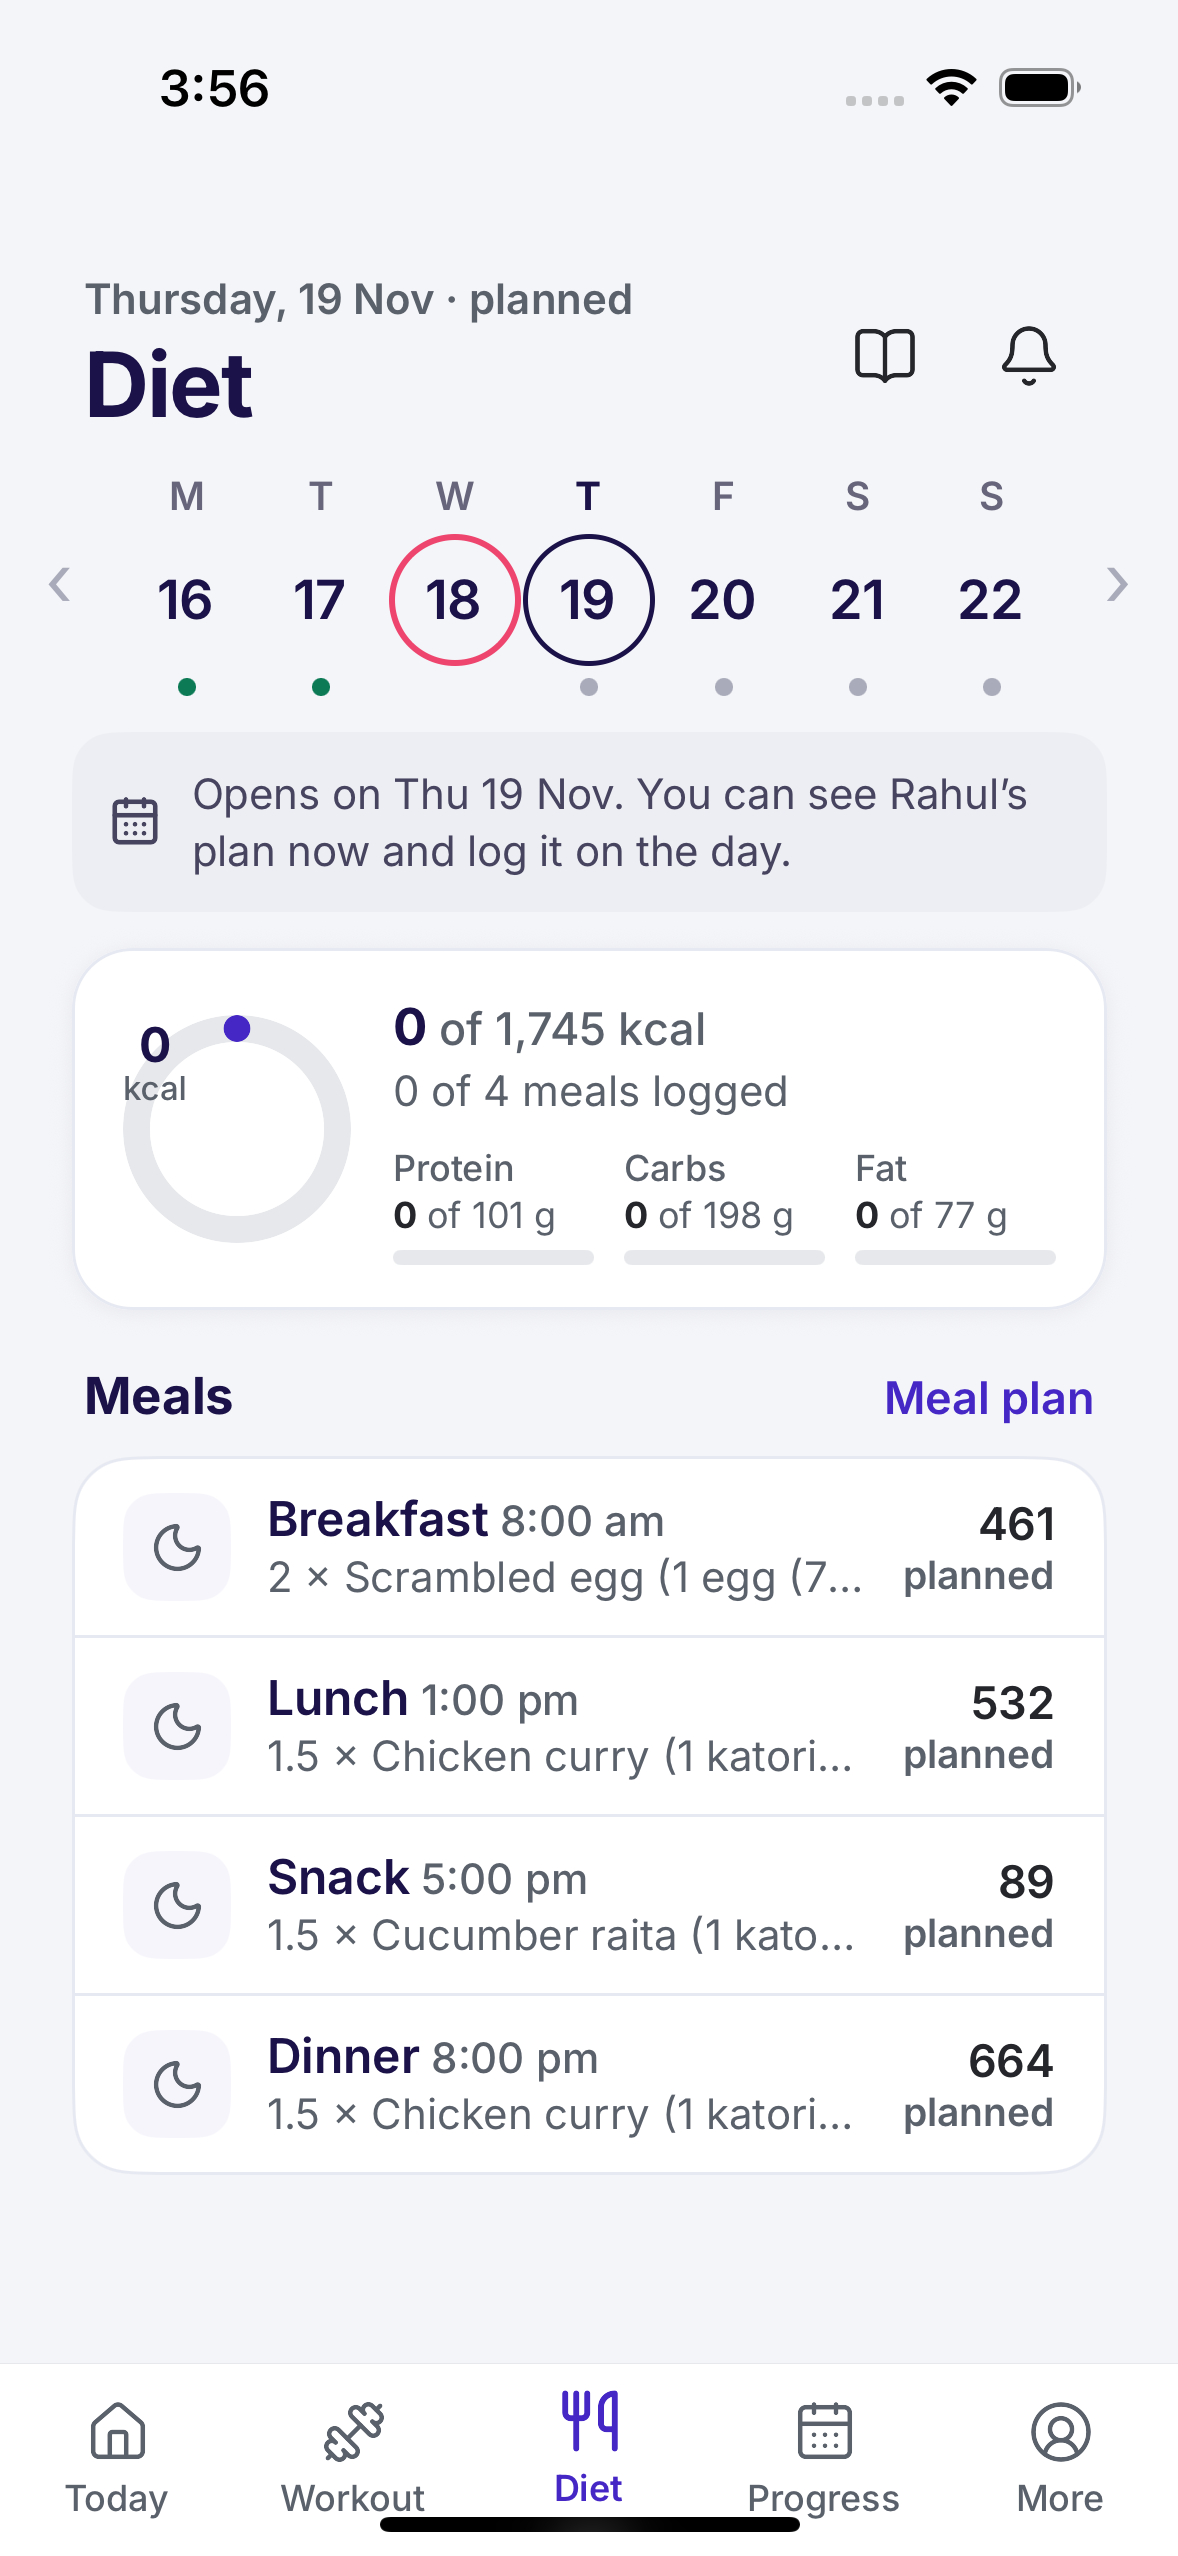 3:56
Thursday, 19 Nov · planned
Diet
M T W T F S S
16 17 18 19 20 21 22
Opens on Thu 19 Nov. You can see Rahul’s
plan now and log it on the day.
0
kcal
0 of 1,745 kcal
0 of 4 meals logged
Protein Carbs Fat
0 of 101 g 0 of 198 g 0 of 77 g
Meals Meal plan
Breakfast 8:00 am 461
2 × Scrambled egg (1 egg (7... planned
Lunch 1:00 pm 532
1.5 × Chicken curry (1 katori... planned
Snack 5:00 pm 89
1.5 × Cucumber raita (1 kato... planned
Dinner 8:00 pm 664
1.5 × Chicken curry (1 katori... planned
Today Workout Diet Progress More